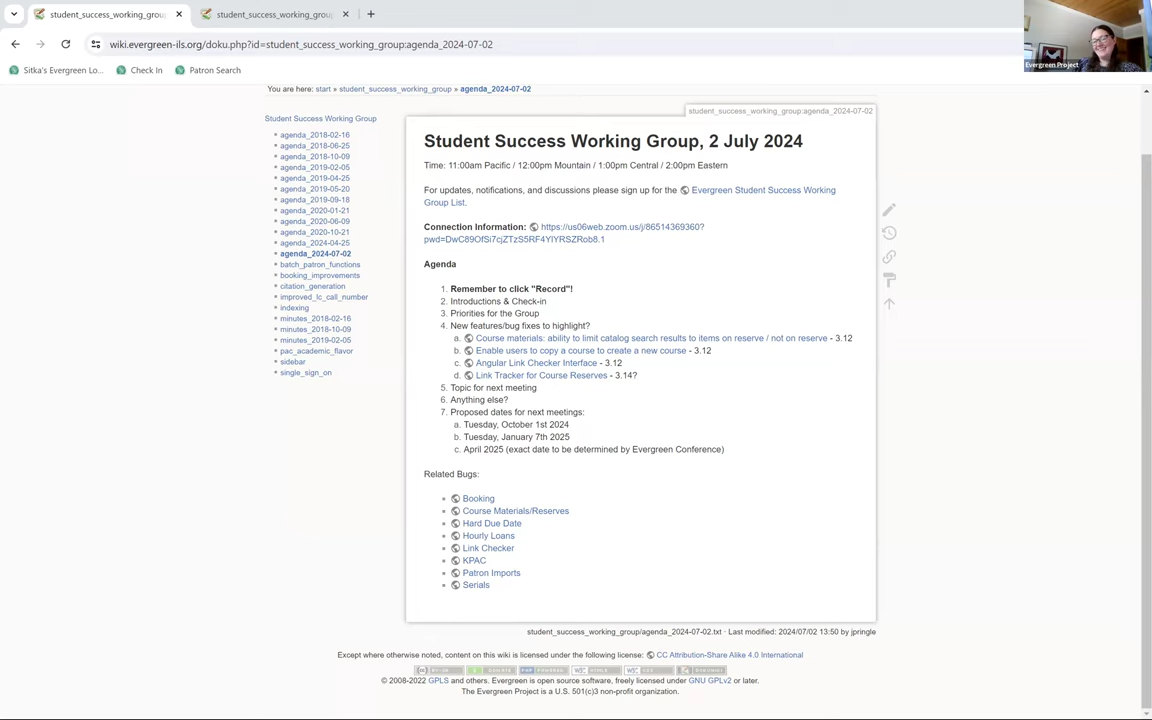 student_success_working_grou
student_success_working_grou
wiki.evergreen-ils.org/doku.php?id=student_success_working_group:agenda_2024-07-02
Sitka's Evergreen Lo...
Check In
Patron Search
Evergreen Project
You are here: start » student_success_working_group » agenda_2024-07-02
student_success_working_group:agenda_2024-07-02
Student Success Working Group
agenda_2018-02-16
agenda_2018-06-25
agenda_2018-10-09
agenda_2019-02-05
agenda_2019-04-25
agenda_2019-05-20
agenda_2019-09-18
agenda_2020-01-21
agenda_2020-06-09
agenda_2020-10-21
agenda_2024-04-25
agenda_2024-07-02
batch_patron_functions
booking_improvements
citation_generation
improved_lc_call_number
indexing
minutes_2018-02-16
minutes_2018-10-09
minutes_2019-02-05
pac_academic_flavor
sidebar
single_sign_on
Student Success Working Group, 2 July 2024
Time: 11:00am Pacific / 12:00pm Mountain / 1:00pm Central / 2:00pm Eastern
For updates, notifications, and discussions please sign up for the Evergreen Student Success Working
Group List.
Connection Information: https://us06web.zoom.us/j/86514369360?
pwd=DwC89OfSi7cjZTzS5RF4YlYRSZRob8.1
Agenda
1. Remember to click "Record"!
2. Introductions & Check-in
3. Priorities for the Group
4. New features/bug fixes to highlight?
a. Course materials: ability to limit catalog search results to items on reserve / not on reserve - 3.12
b. Enable users to copy a course to create a new course - 3.12
c. Angular Link Checker Interface - 3.12
d. Link Tracker for Course Reserves - 3.14?
5. Topic for next meeting
6. Anything else?
7. Proposed dates for next meetings:
a. Tuesday, October 1st 2024
b. Tuesday, January 7th 2025
c. April 2025 (exact date to be determined by Evergreen Conference)
Related Bugs:
Booking
Course Materials/Reserves
Hard Due Date
Hourly Loans
Link Checker
KPAC
Patron Imports
Serials
student_success_working_group/agenda_2024-07-02.txt · Last modified: 2024/07/02 13:50 by jpringle
Except where otherwise noted, content on this wiki is licensed under the following license: CC Attribution-Share Alike 4.0 International
© 2008-2022 GPLS and others. Evergreen is open source software, freely licensed under GNU GPLv2 or later.
The Evergreen Project is a U.S. 501(c)3 non-profit organization.